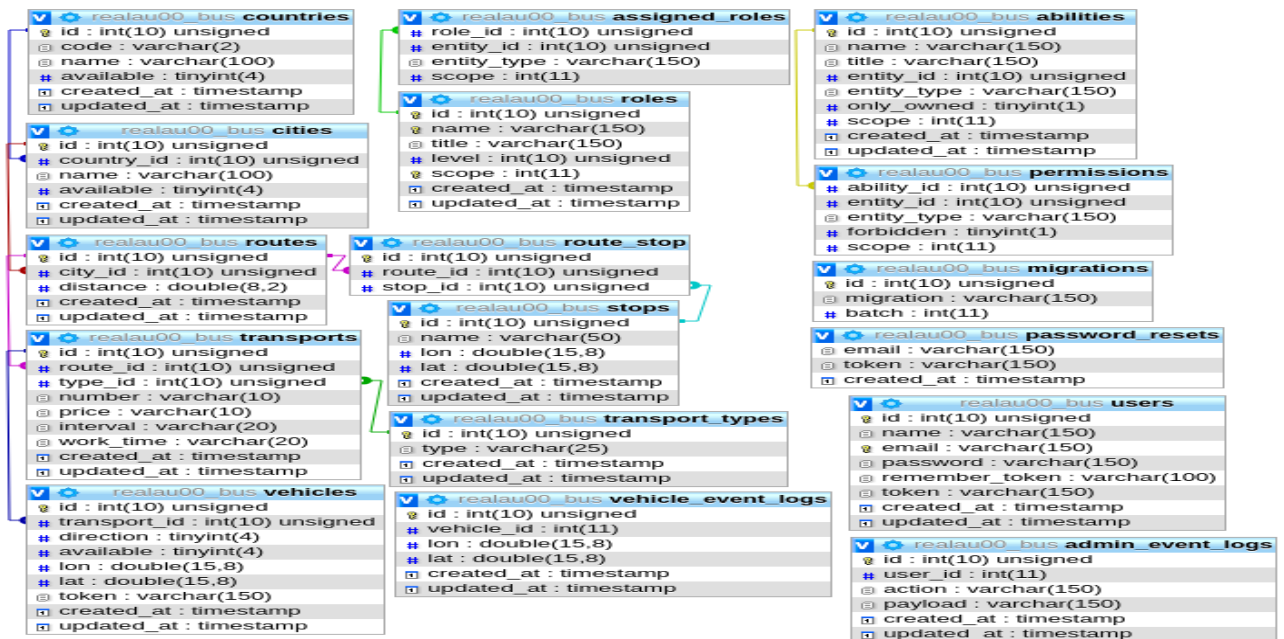 realau00_bus countries
id : int(10) unsigned
code : varchar(2)
name : varchar(100)
available : tinyint(4)
created_at : timestamp
updated_at : timestamp
realau00_bus cities
id : int(10) unsigned
country_id : int(10) unsigned
name : varchar(100)
available : tinyint(4)
created_at : timestamp
updated_at : timestamp
realau00_bus routes
id : int(10) unsigned
city_id : int(10) unsigned
distance : double(8,2)
created_at : timestamp
updated_at : timestamp
realau00_bus transports
id : int(10) unsigned
route_id : int(10) unsigned
type_id : int(10) unsigned
number : varchar(10)
price : varchar(10)
interval : varchar(20)
work_time : varchar(20)
created_at : timestamp
updated_at : timestamp
realau00_bus vehicles
id : int(10) unsigned
transport_id : int(10) unsigned
direction : tinyint(4)
available : tinyint(4)
lon : double(15,8)
lat : double(15,8)
token : varchar(150)
created_at : timestamp
updated_at : timestamp
realau00_bus assigned_roles
role_id : int(10) unsigned
entity_id : int(10) unsigned
entity_type : varchar(150)
scope : int(11)
realau00_bus roles
id : int(10) unsigned
name : varchar(150)
title : varchar(150)
level : int(10) unsigned
scope : int(11)
created_at : timestamp
updated_at : timestamp
realau00_bus route_stop
id : int(10) unsigned
route_id : int(10) unsigned
stop_id : int(10) unsigned
realau00_bus stops
id : int(10) unsigned
name : varchar(50)
lon : double(15,8)
lat : double(15,8)
created_at : timestamp
updated_at : timestamp
realau00_bus transport_types
id : int(10) unsigned
type : varchar(25)
created_at : timestamp
updated_at : timestamp
realau00_bus vehicle_event_logs
id : int(10) unsigned
vehicle_id : int(11)
lon : double(15,8)
lat : double(15,8)
created_at : timestamp
updated_at : timestamp
realau00_bus abilities
id : int(10) unsigned
name : varchar(150)
title : varchar(150)
entity_id : int(10) unsigned
entity_type : varchar(150)
only_owned : tinyint(1)
scope : int(11)
created_at : timestamp
updated_at : timestamp
realau00_bus permissions
ability_id : int(10) unsigned
entity_id : int(10) unsigned
entity_type : varchar(150)
forbidden : tinyint(1)
scope : int(11)
realau00_bus migrations
id : int(10) unsigned
migration : varchar(150)
batch : int(11)
realau00_bus password_resets
email : varchar(150)
token : varchar(150)
created_at : timestamp
realau00_bus users
id : int(10) unsigned
name : varchar(150)
email : varchar(150)
password : varchar(150)
remember_token : varchar(100)
token : varchar(150)
created_at : timestamp
updated_at : timestamp
realau00_bus admin_event_logs
id : int(10) unsigned
user_id : int(11)
action : varchar(150)
payload : varchar(150)
created_at : timestamp
updated_at : timestamp